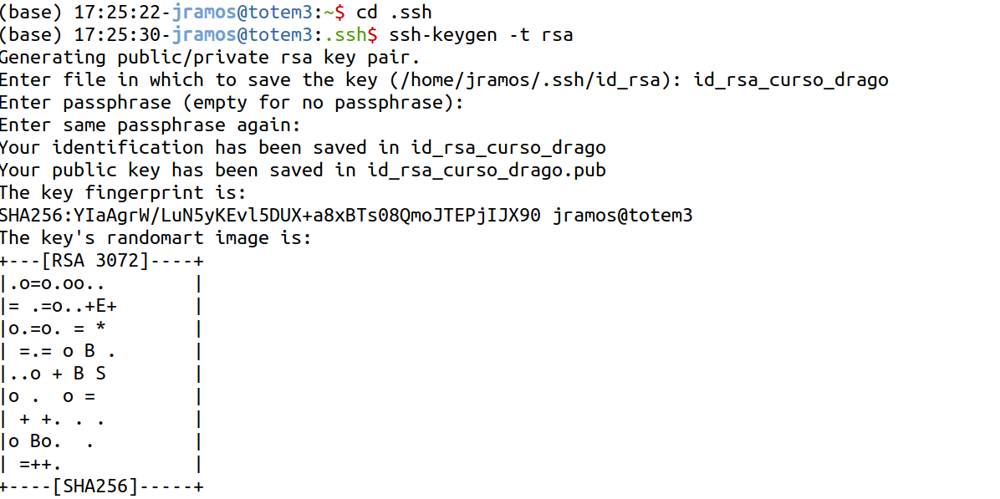 (base) 17:25:22-jramos@totem3:~$ cd .ssh
(base) 17:25:30-jramos@totem3:.ssh$ ssh-keygen -t rsa
Generating public/private rsa key pair.
Enter file in which to save the key (/home/jramos/.ssh/id_rsa): id_rsa_curso_drago
Enter passphrase (empty for no passphrase):
Enter same passphrase again:
Your identification has been saved in id_rsa_curso_drago
Your public key has been saved in id_rsa_curso_drago.pub
The key fingerprint is:
SHA256:YIaAgrW/LuN5yKEvl5DUX+a8xBTs08QmoJTEPjIJX90 jramos@totem3
The key's randomart image is:
+---[RSA 3072]----+
|.o=o.oo..        |
|= .=o..+E+       |
|o.=o. = *        |
| =.= o B .       |
|..o + B S        |
|o .  o =         |
| + +. . .        |
|o Bo.  .         |
| =++.            |
+----[SHA256]-----+